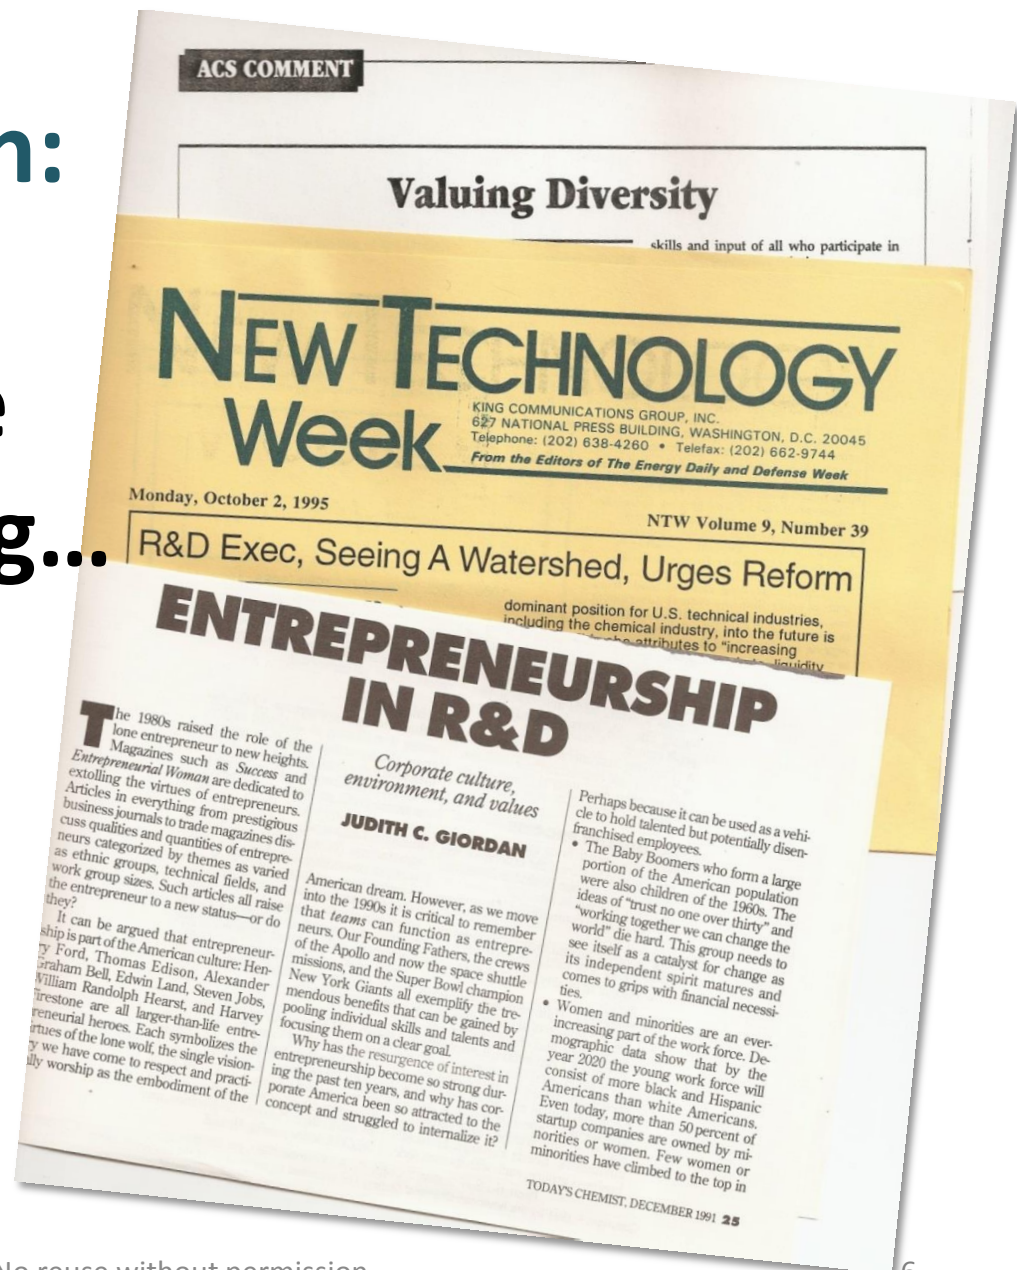 n:
e
g...
ACS COMMENT
Valuing Diversity
skills and input of all who participate in
NEW TECHNOLOGY
Week
KING COMMUNICATIONS GROUP, INC.
627 NATIONAL PRESS BUILDING, WASHINGTON, D.C. 20045
Telephone: (202) 638-4260 • Telefax: (202) 662-9744
From the Editors of The Energy Daily and Defense Week
Monday, October 2, 1995
NTW Volume 9, Number 39
R&D Exec, Seeing A Watershed, Urges Reform
dominant position for U.S. technical industries,
including the chemical industry, into the future is
attributes to "increasing
liquidity
ENTREPRENEURSHIP
IN R&D
Corporate culture,
environment, and values
JUDITH C. GIORDAN
The 1980s raised the role of the
lone entrepreneur to new heights.
Magazines such as Success and
Entrepreneurial Woman are dedicated to
extolling the virtues of entrepreneurs.
Articles in everything from prestigious
business journals to trade magazines dis-
cuss qualities and quantities of entrepre-
neurs categorized by themes as varied
as ethnic groups, technical fields, and
work group sizes. Such articles all raise
the entrepreneur to a new status—or do
they?
It can be argued that entrepreneur-
ship is part of the American culture: Hen-
ry Ford, Thomas Edison, Alexander
Graham Bell, Edwin Land, Steven Jobs,
William Randolph Hearst, and Harvey
Firestone are all larger-than-life entre-
reneurial heroes. Each symbolizes the
rtues of the lone wolf, the single vision-
y we have come to respect and practi-
lly worship as the embodiment of the
American dream. However, as we move
into the 1990s it is critical to remember
that teams can function as entrepre-
neurs. Our Founding Fathers, the crews
of the Apollo and now the space shuttle
missions, and the Super Bowl champion
New York Giants all exemplify the tre-
mendous benefits that can be gained by
pooling individual skills and talents and
focusing them on a clear goal.
Why has the resurgence of interest in
entrepreneurship become so strong dur-
ing the past ten years, and why has cor-
porate America been so attracted to the
concept and struggled to internalize it?
Perhaps because it can be used as a vehi-
cle to hold talented but potentially disen-
franchised employees.
• The Baby Boomers who form a large
portion of the American population
were also children of the 1960s. The
ideas of "trust no one over thirty" and
"working together we can change the
world" die hard. This group needs to
see itself as a catalyst for change as
its independent spirit matures and
comes to grips with financial necessi-
ties.
• Women and minorities are an ever-
increasing part of the work force. De-
mographic data show that by the
year 2020 the young work force will
consist of more black and Hispanic
Americans than white Americans.
Even today, more than 50 percent of
startup companies are owned by mi-
norities or women. Few women or
minorities have climbed to the top in
TODAY'S CHEMIST, DECEMBER 1991 25
No reuse without permission
6